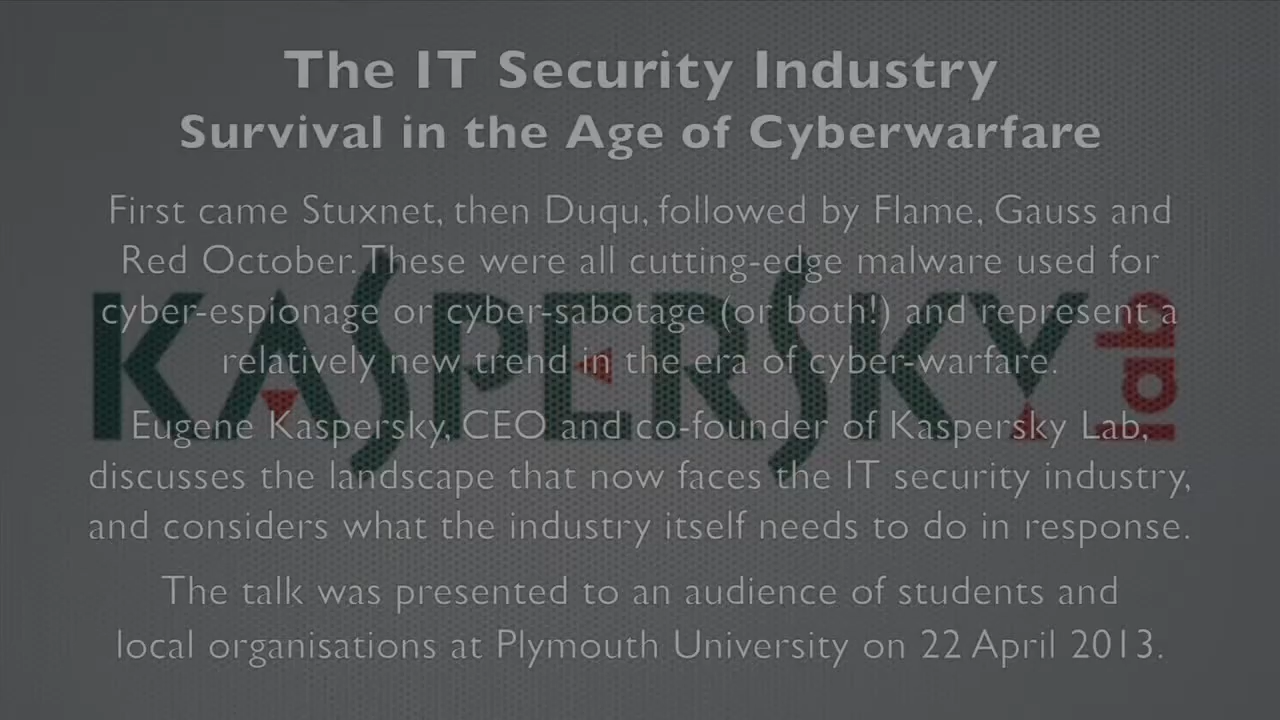 The IT Security Industry
Survival in the Age of Cyberwarfare
First came Stuxnet, then Duqu, followed by Flame, Gauss and
Red October. These were all cutting-edge malware used for
cyber-espionage or cyber-sabotage (or both!) and represent a
relatively new trend in the era of cyber-warfare.
KASPERSKY lab
Eugene Kaspersky, CEO and co-founder of Kaspersky Lab,
discusses the landscape that now faces the IT security industry,
and considers what the industry itself needs to do in response.
The talk was presented to an audience of students and
local organisations at Plymouth University on 22 April 2013.